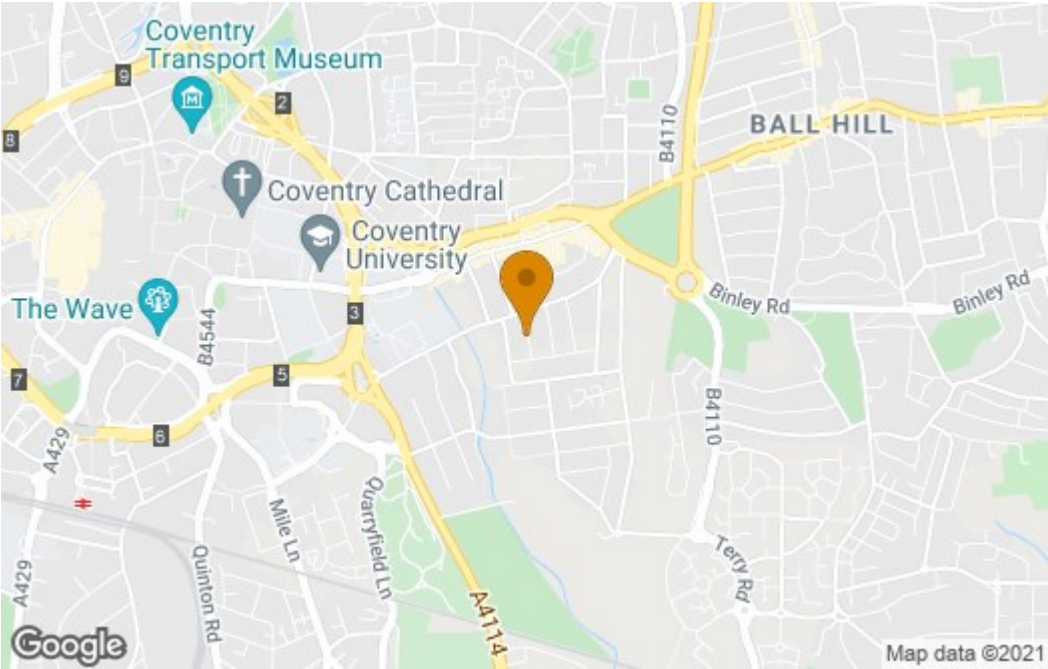 Coventry
Transport Museum
9
2
8
B4110
BALL HILL
Coventry Cathedral
Coventry
University
The Wave
B4544
3
Binley Rd
Binley Rd
7
5
6
A429
B4110
Mile Ln
Quarryfield Ln
Quinton Rd
Terry Rd
A429
A4114
Google
Map data ©2021
M